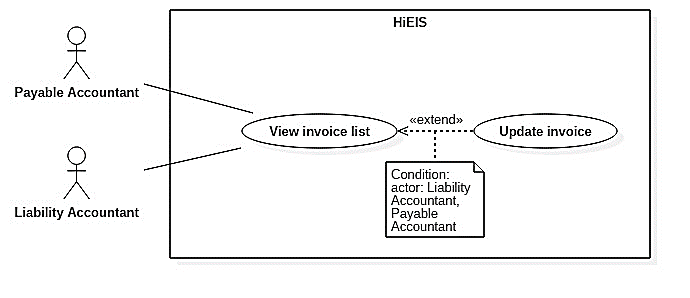 HiEIS
Payable Accountant
«extend»
View invoice list
Update invoice
Condition:
actor: Liability
Accountant,
Payable
Accountant
Liability Accountant